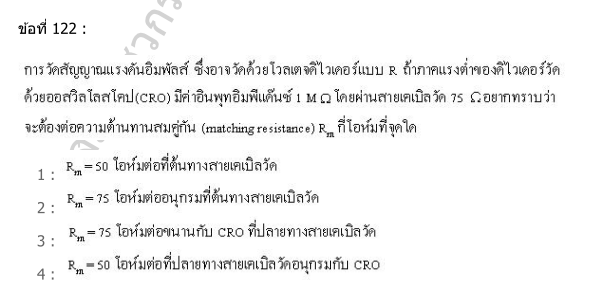 ข้อที่ 122 :
การวัดสัญญาณแรงดันอิมพัลส์ ซึ่งอาจวัดด้วยโวลเตจดิไวเดอร์แบบ R ถ้าภาคแรงต่ำของดิไวเดอร์วัด
ด้วยออสซิลโลสโคป(CRO) มีค่าอินพุทอิมพีแด๊นซ์ 1 M Ω โดยผ่านสายเคเบิลวัด 75 Ω อยากทราบว่า
จะต้องต่อความต้านทานสมคู่กัน (matching resistance) Rm กี่โอห์มที่จุดใด
1 : Rm = 50 โอห์มต่อที่ต้นทางสายเคเบิลวัด
2 : Rm = 75 โอห์มต่ออนุกรมที่ต้นทางสายเคเบิลวัด
3 : Rm = 75 โอห์มต่อขนานกับ CRO ที่ปลายทางสายเคเบิลวัด
4 : Rm = 50 โอห์มต่อที่ปลายทางสายเคเบิลวัดอนุกรมกับ CRO